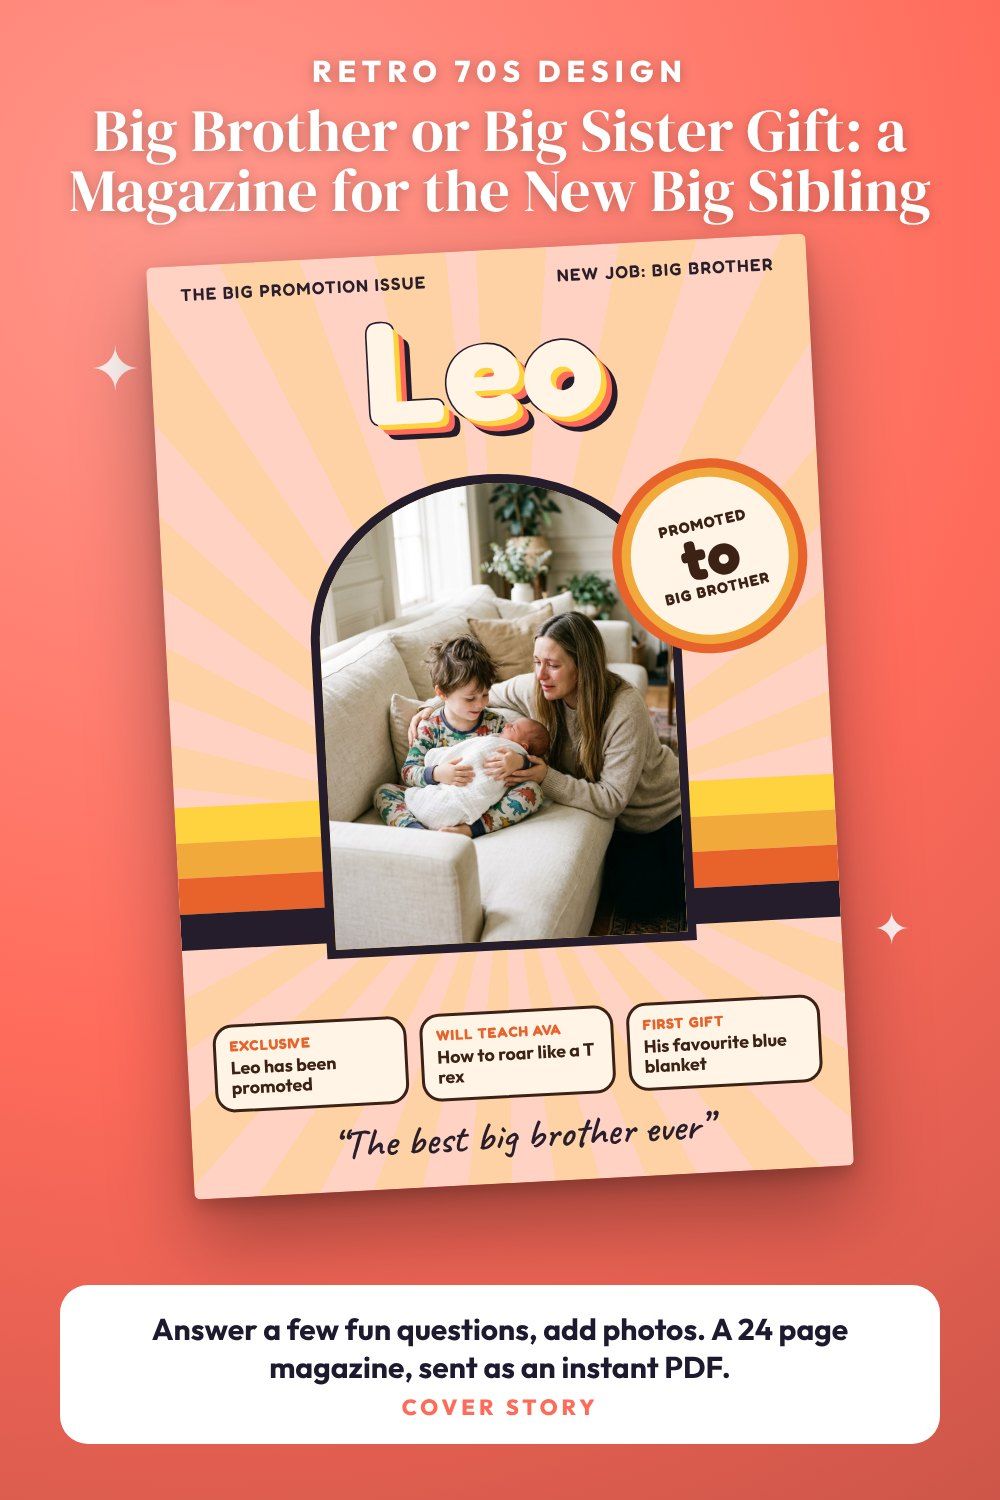 RETRO 70S DESIGN
Big Brother or Big Sister Gift: a
Magazine for the New Big Sibling
THE BIG PROMOTION ISSUE
NEW JOB: BIG BROTHER
Leo
PROMOTED
to
BIG BROTHER
EXCLUSIVE
Leo has been
promoted
WILL TEACH AVA
How to roar like a T
rex
FIRST GIFT
His favourite blue
blanket
“The best big brother ever”
Answer a few fun questions, add photos. A 24 page
magazine, sent as an instant PDF.
COVER STORY